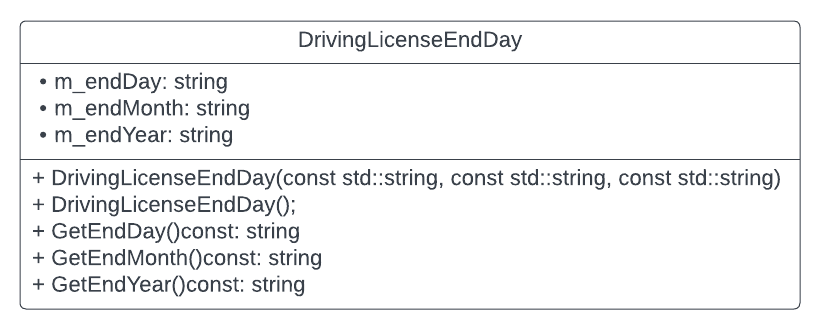 DrivingLicenseEndDay
• m_endDay: string
• m_endMonth: string
• m_endYear: string
+ DrivingLicenseEndDay(const std::string, const std::string, const std::string)
+ DrivingLicenseEndDay();
+ GetEndDay()const: string
+ GetEndMonth()const: string
+ GetEndYear()const: string